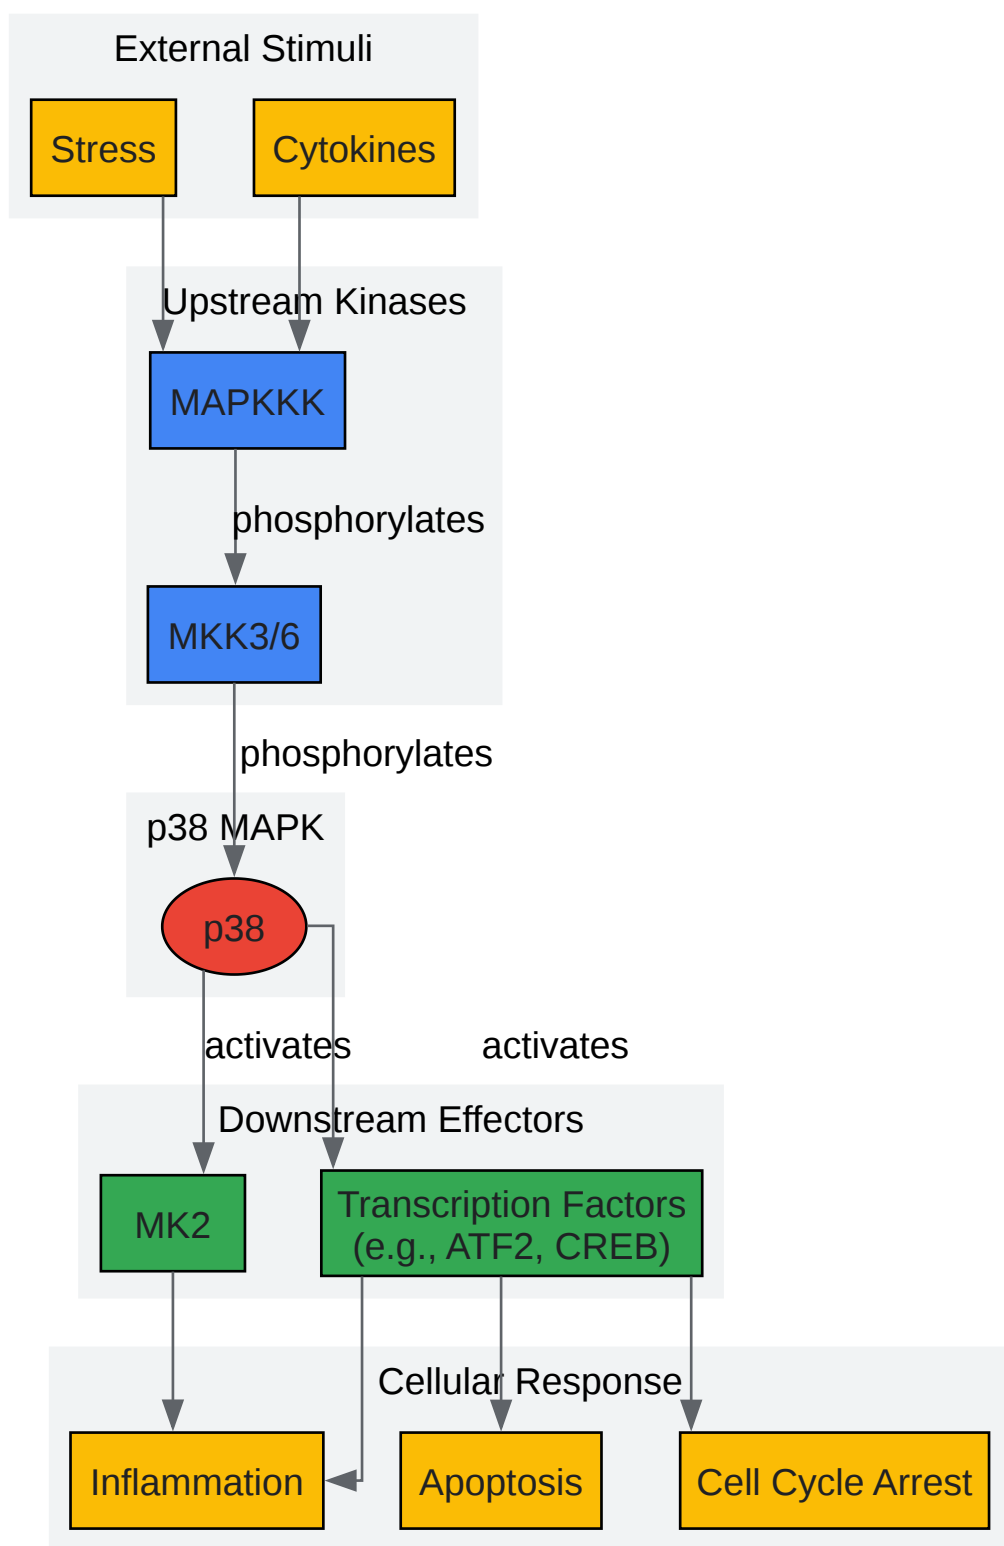 External Stimuli
Stress
Cytokines
Upstream Kinases
MAPKKK
phosphorylates
MKK3/6
phosphorylates
p38 MAPK
p38
activates
activates
Downstream Effectors
MK2
Transcription Factors
(e.g., ATF2, CREB)
Cellular Response
Inflammation
Apoptosis
Cell Cycle Arrest